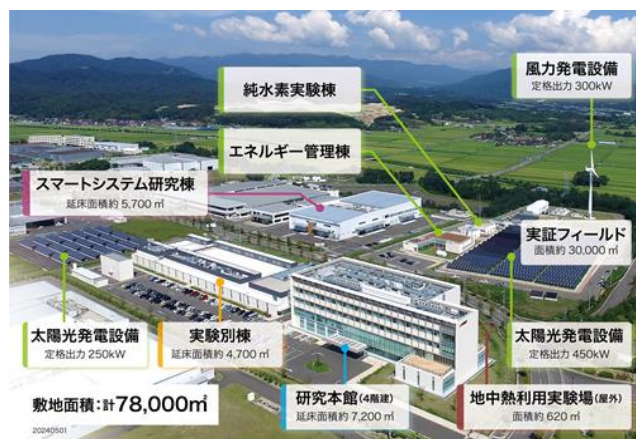 風力発電設備
定格出力 300kW
純水素実験棟
エネルギー管理棟
スマートシステム研究棟
延床面積約 5,700 ㎡
実証フィールド
面積約 30,000 ㎡
太陽光発電設備
定格出力 250kW
実験別棟
延床面積約 4,700 ㎡
太陽光発電設備
定格出力 450kW
研究本館(4階建)
延床面積約 7,200 ㎡
地中熱利用実験場(屋外)
面積約 620 ㎡
敷地面積:計78,000㎡
20240501